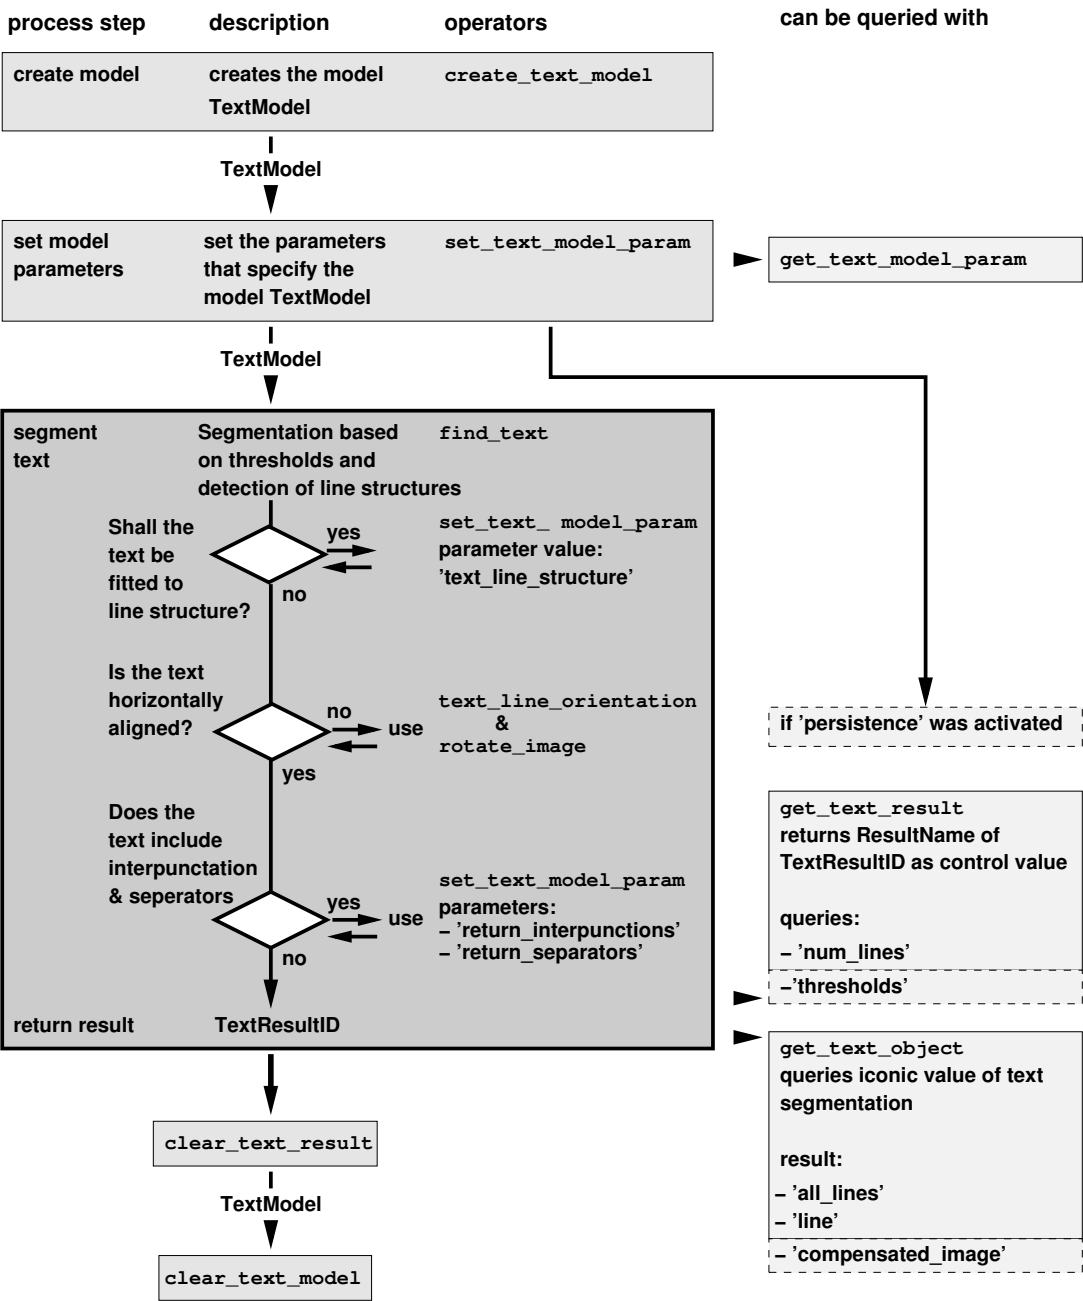 process step description operators can be queried with
create model creates the model create_text_model
TextModel
TextModel
set model set the parameters set_text_model_param
parameters that specify the
model TextModel
get_text_model_param
TextModel
segment Segmentation based find_text
text on thresholds and
detection of line structures
Shall the
text be
fitted to
line structure?
yes
no
set_text_ model_param
parameter value:
’text_line_structure’
Is the text
horizontally
aligned?
no
use
yes
text_line_orientation
&
rotate_image
Does the
text include
interpunctation
& seperators
yes
use
no
set_text_model_param
parameters:
– ’return_interpunctions’
– ’return_separators’
return result TextResultID
if ’persistence’ was activated
get_text_result
returns ResultName of
TextResultID as control value
queries:
– ’num_lines’
–’thresholds’
get_text_object
queries iconic value of text
segmentation
result:
– ’all_lines’
– ’line’
– ’compensated_image’
clear_text_result
TextModel
clear_text_model